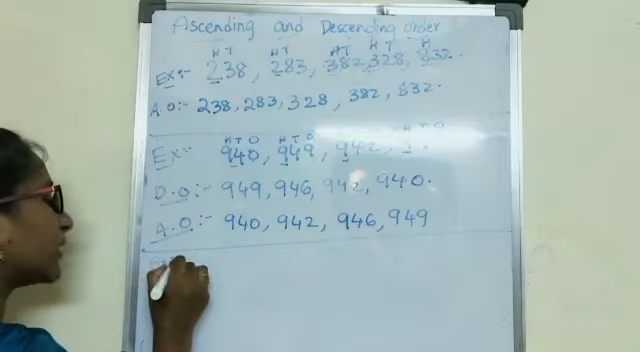 Ascending and Descending order
H T H T H T H T H
Ex:- 238, 283, 382, 328, 832.
A.O:- 238, 283, 328, 382, 832.
H T O H T O H T O
Ex:- 940, 949, 942,
D.O:- 949, 946, 942, 940.
A.O:- 940, 942, 946, 949